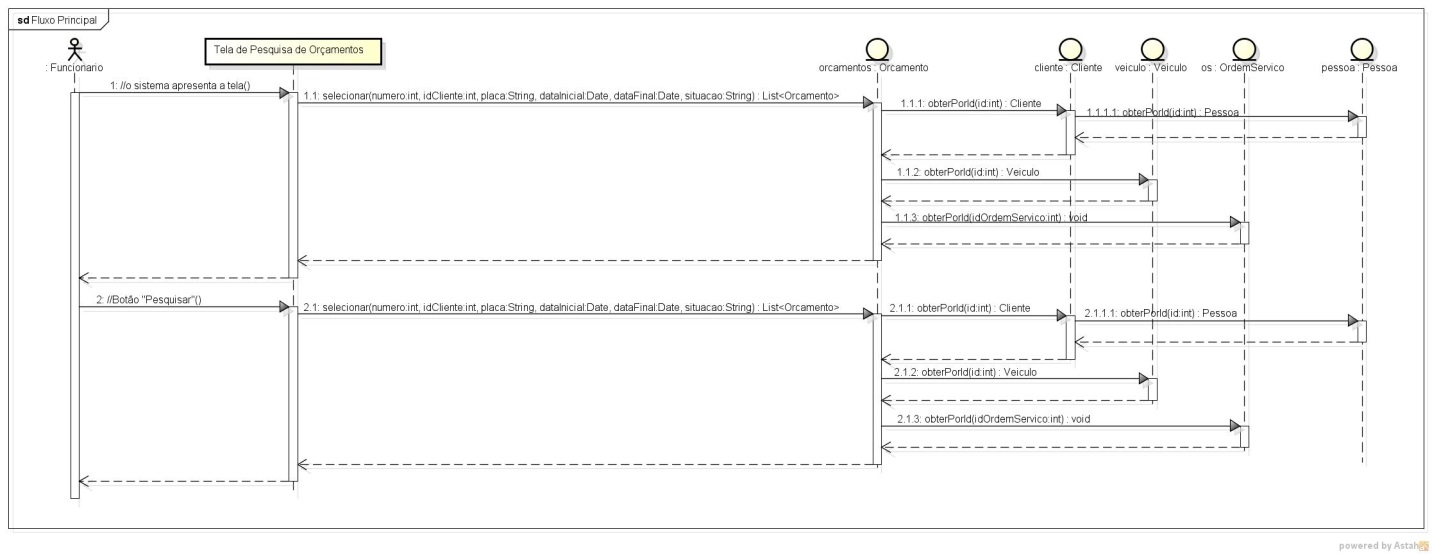 sd Fluxo Principal
: Funcionario
Tela de Pesquisa de Orçamentos
orcamentos : Orcamento
cliente : Cliente
veiculo : Veiculo
os : OrdemServico
pessoa : Pessoa
1: //o sistema apresenta a tela()
1.1: selecionar(numero:int, idCliente:int, placa:String, dataInicial:Date, dataFinal:Date, situacao:String) : List<Orcamento>
1.1.1: obterPorId(id:int) : Cliente
1.1.1.1: obterPorId(id:int) : Pessoa
1.1.2: obterPorId(id:int) : Veiculo
1.1.3: obterPorId(idOrdemServico:int) : void
2: //Botão "Pesquisar"()
2.1: selecionar(numero:int, idCliente:int, placa:String, dataInicial:Date, dataFinal:Date, situacao:String) : List<Orcamento>
2.1.1: obterPorId(id:int) : Cliente
2.1.1.1: obterPorId(id:int) : Pessoa
2.1.2: obterPorId(id:int) : Veiculo
2.1.3: obterPorId(idOrdemServico:int) : void
powered by Astah